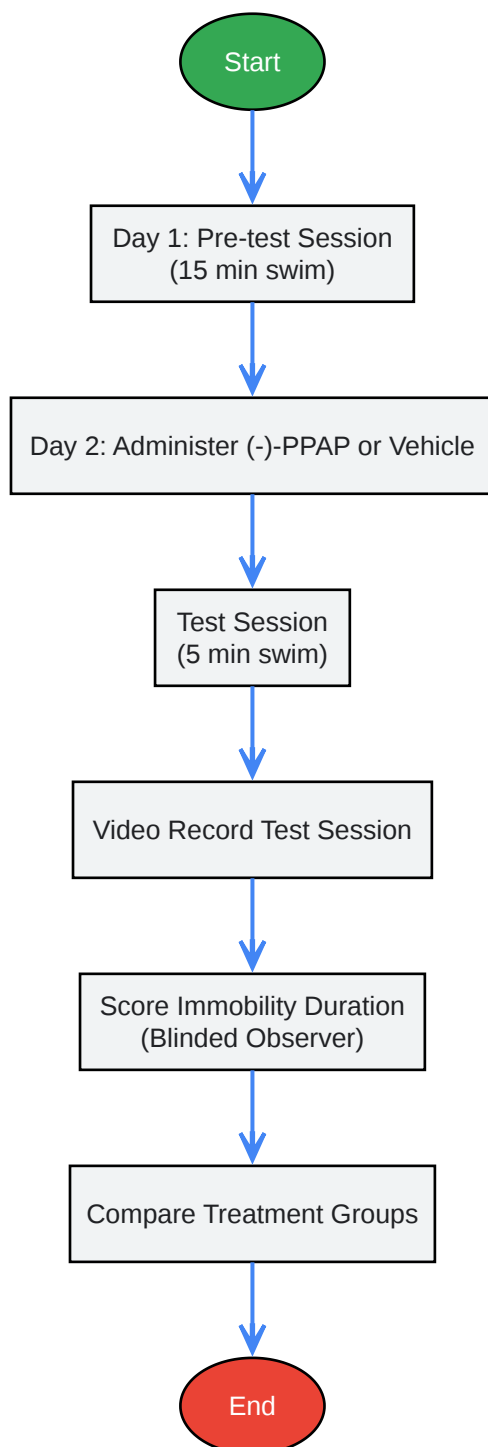 Start
Day 1: Pre-test Session
(15 min swim)
Day 2: Administer (-)-PPAP or Vehicle
Test Session
(5 min swim)
Video Record Test Session
Score Immobility Duration
(Blinded Observer)
Compare Treatment Groups
End